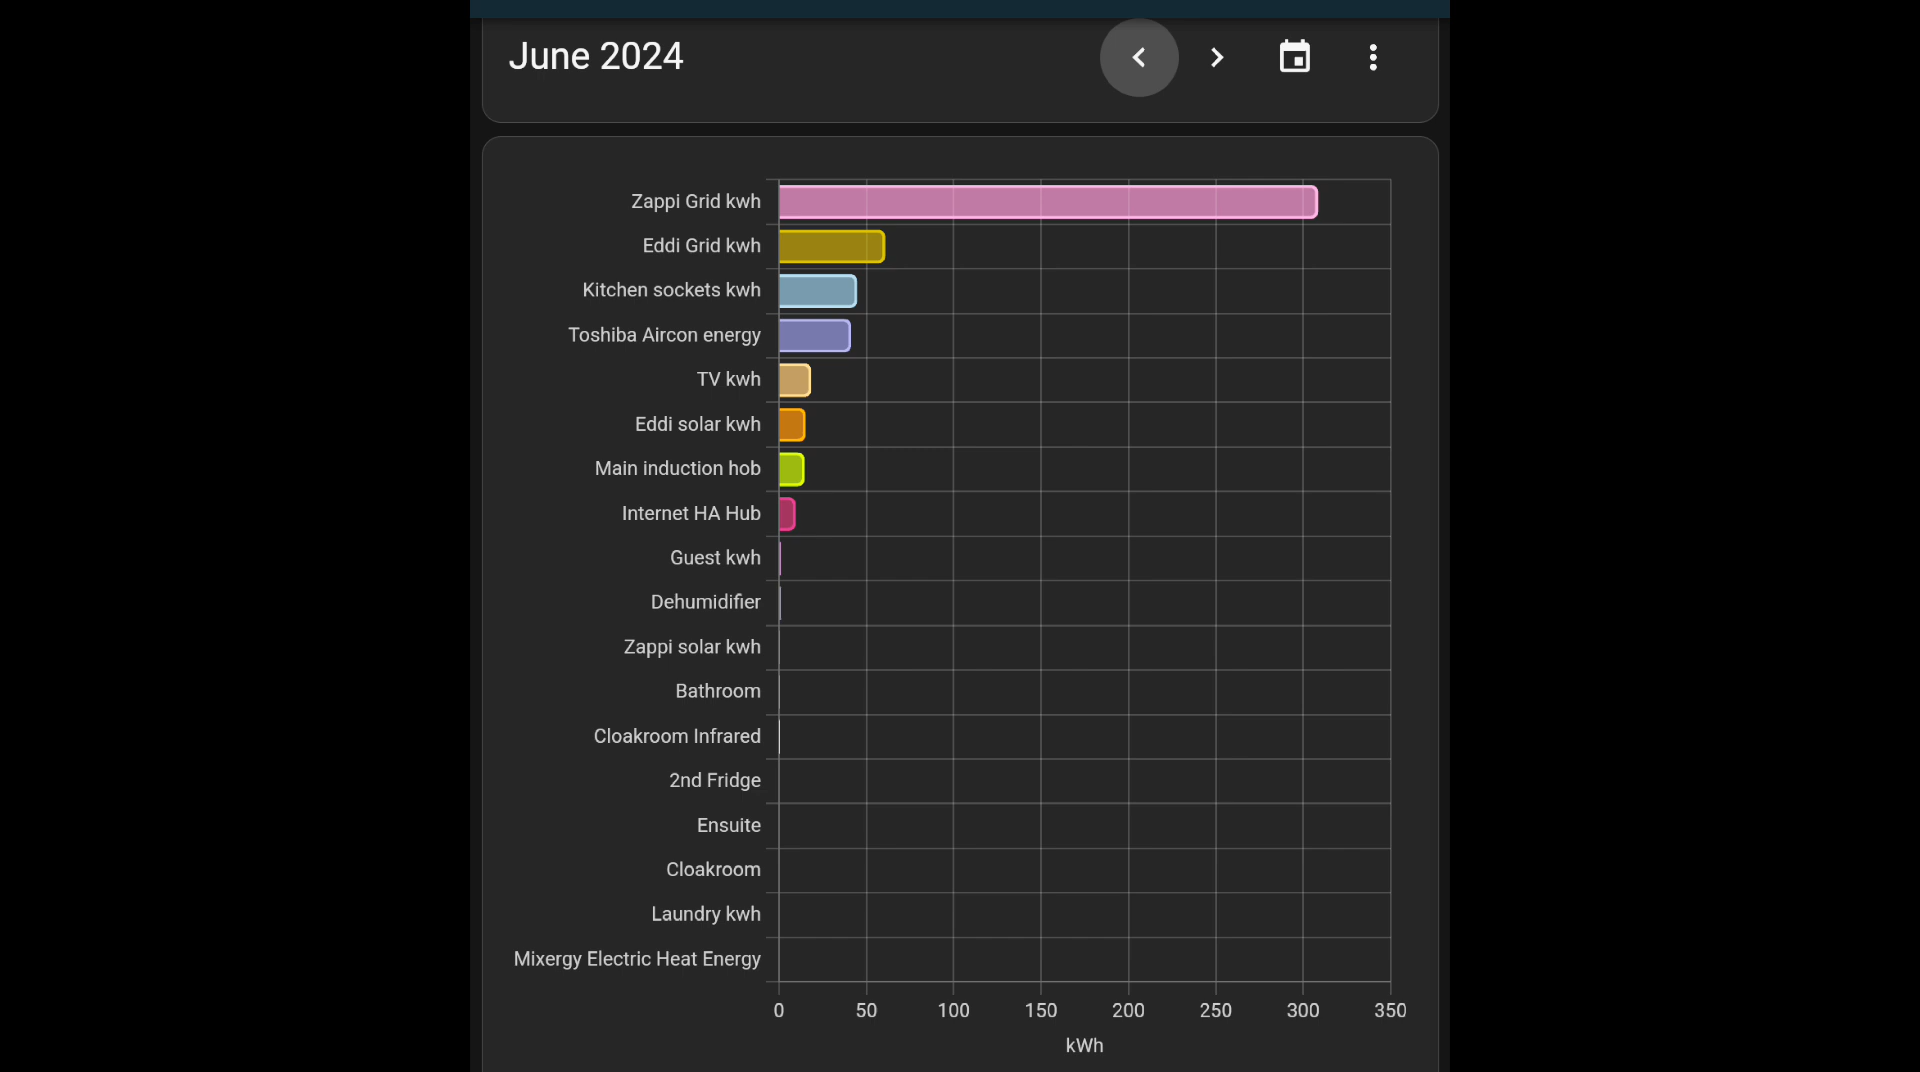 June 2024
Zappi Grid kwh
Eddi Grid kwh
Kitchen sockets kwh
Toshiba Aircon energy
TV kwh
Eddi solar kwh
Main induction hob
Internet HA Hub
Guest kwh
Dehumidifier
Zappi solar kwh
Bathroom
Cloakroom Infrared
2nd Fridge
Ensuite
Cloakroom
Laundry kwh
Mixergy Electric Heat Energy
0 50 100 150 200 250 300 350
kWh